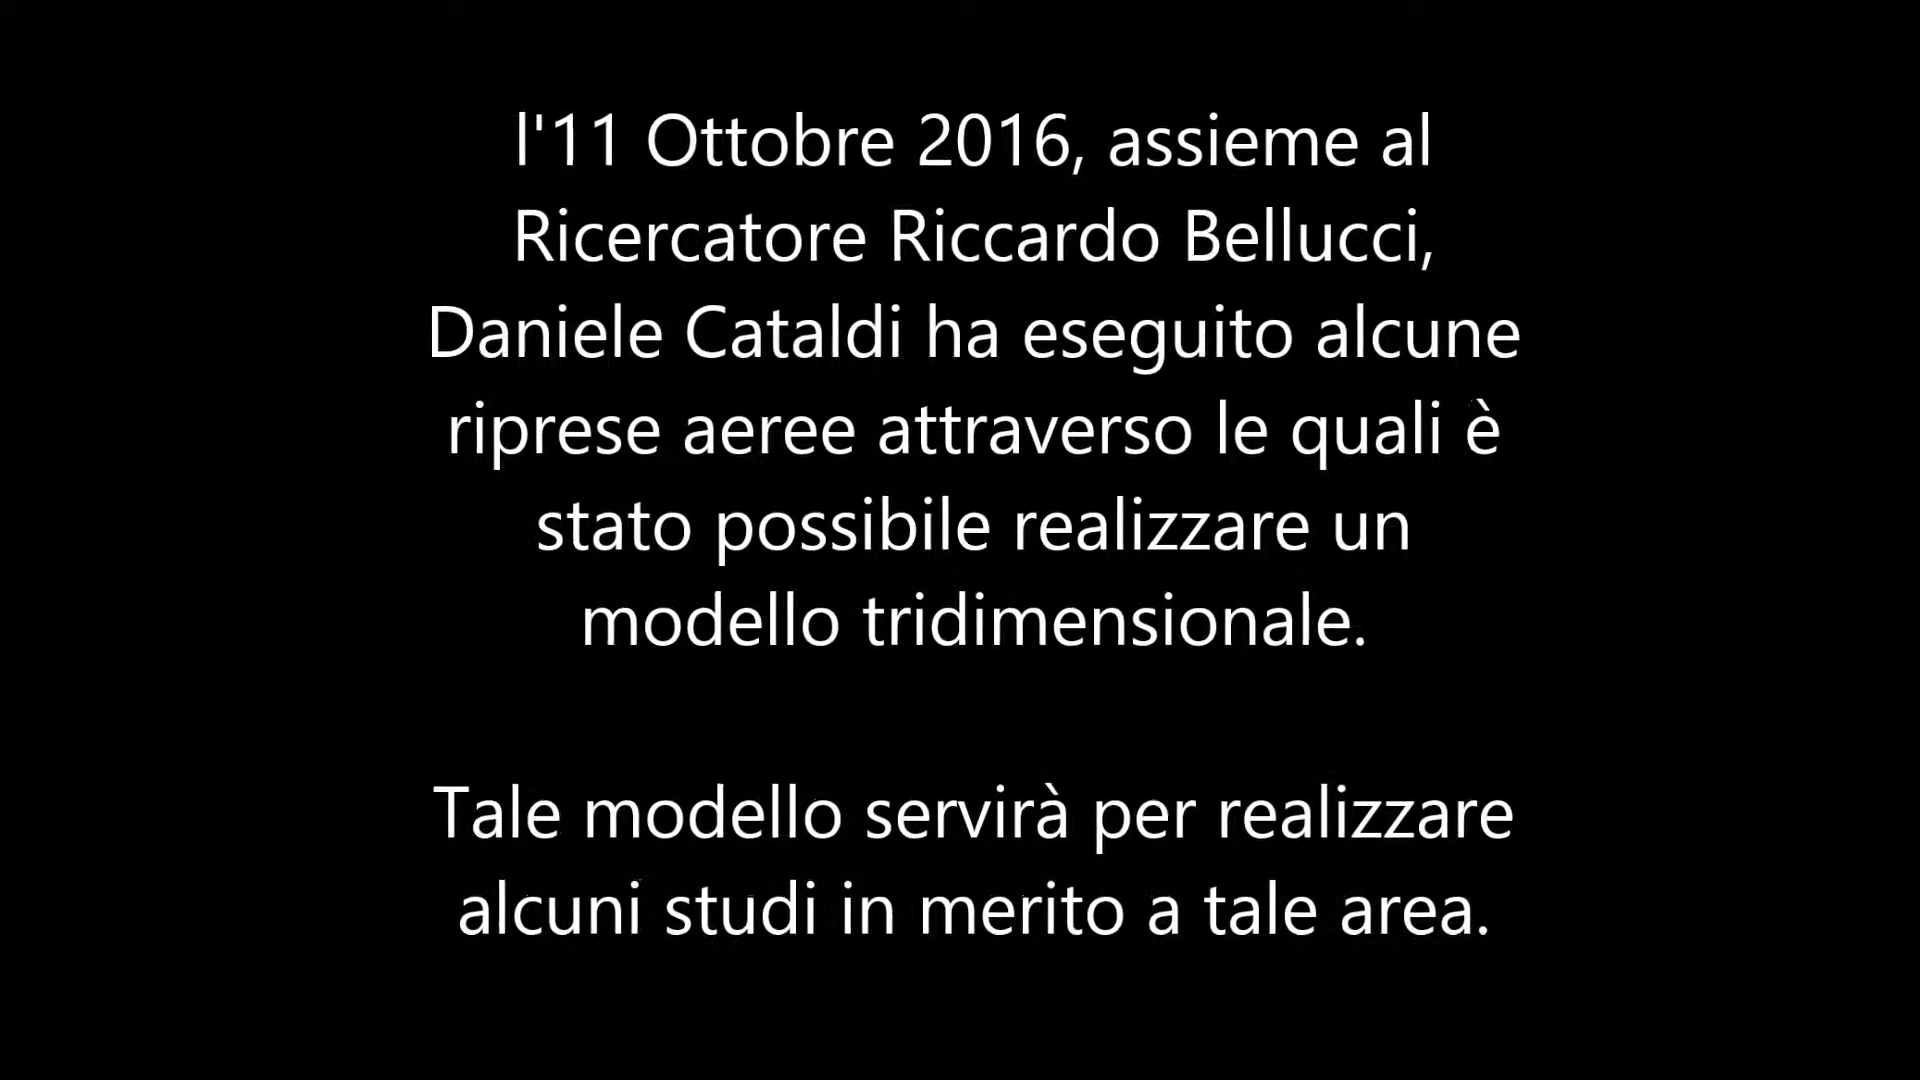 l'11 Ottobre 2016, assieme al
Ricercatore Riccardo Bellucci,
Daniele Cataldi ha eseguito alcune
riprese aeree attraverso le quali è
stato possibile realizzare un
modello tridimensionale.
Tale modello servirà per realizzare
alcuni studi in merito a tale area.